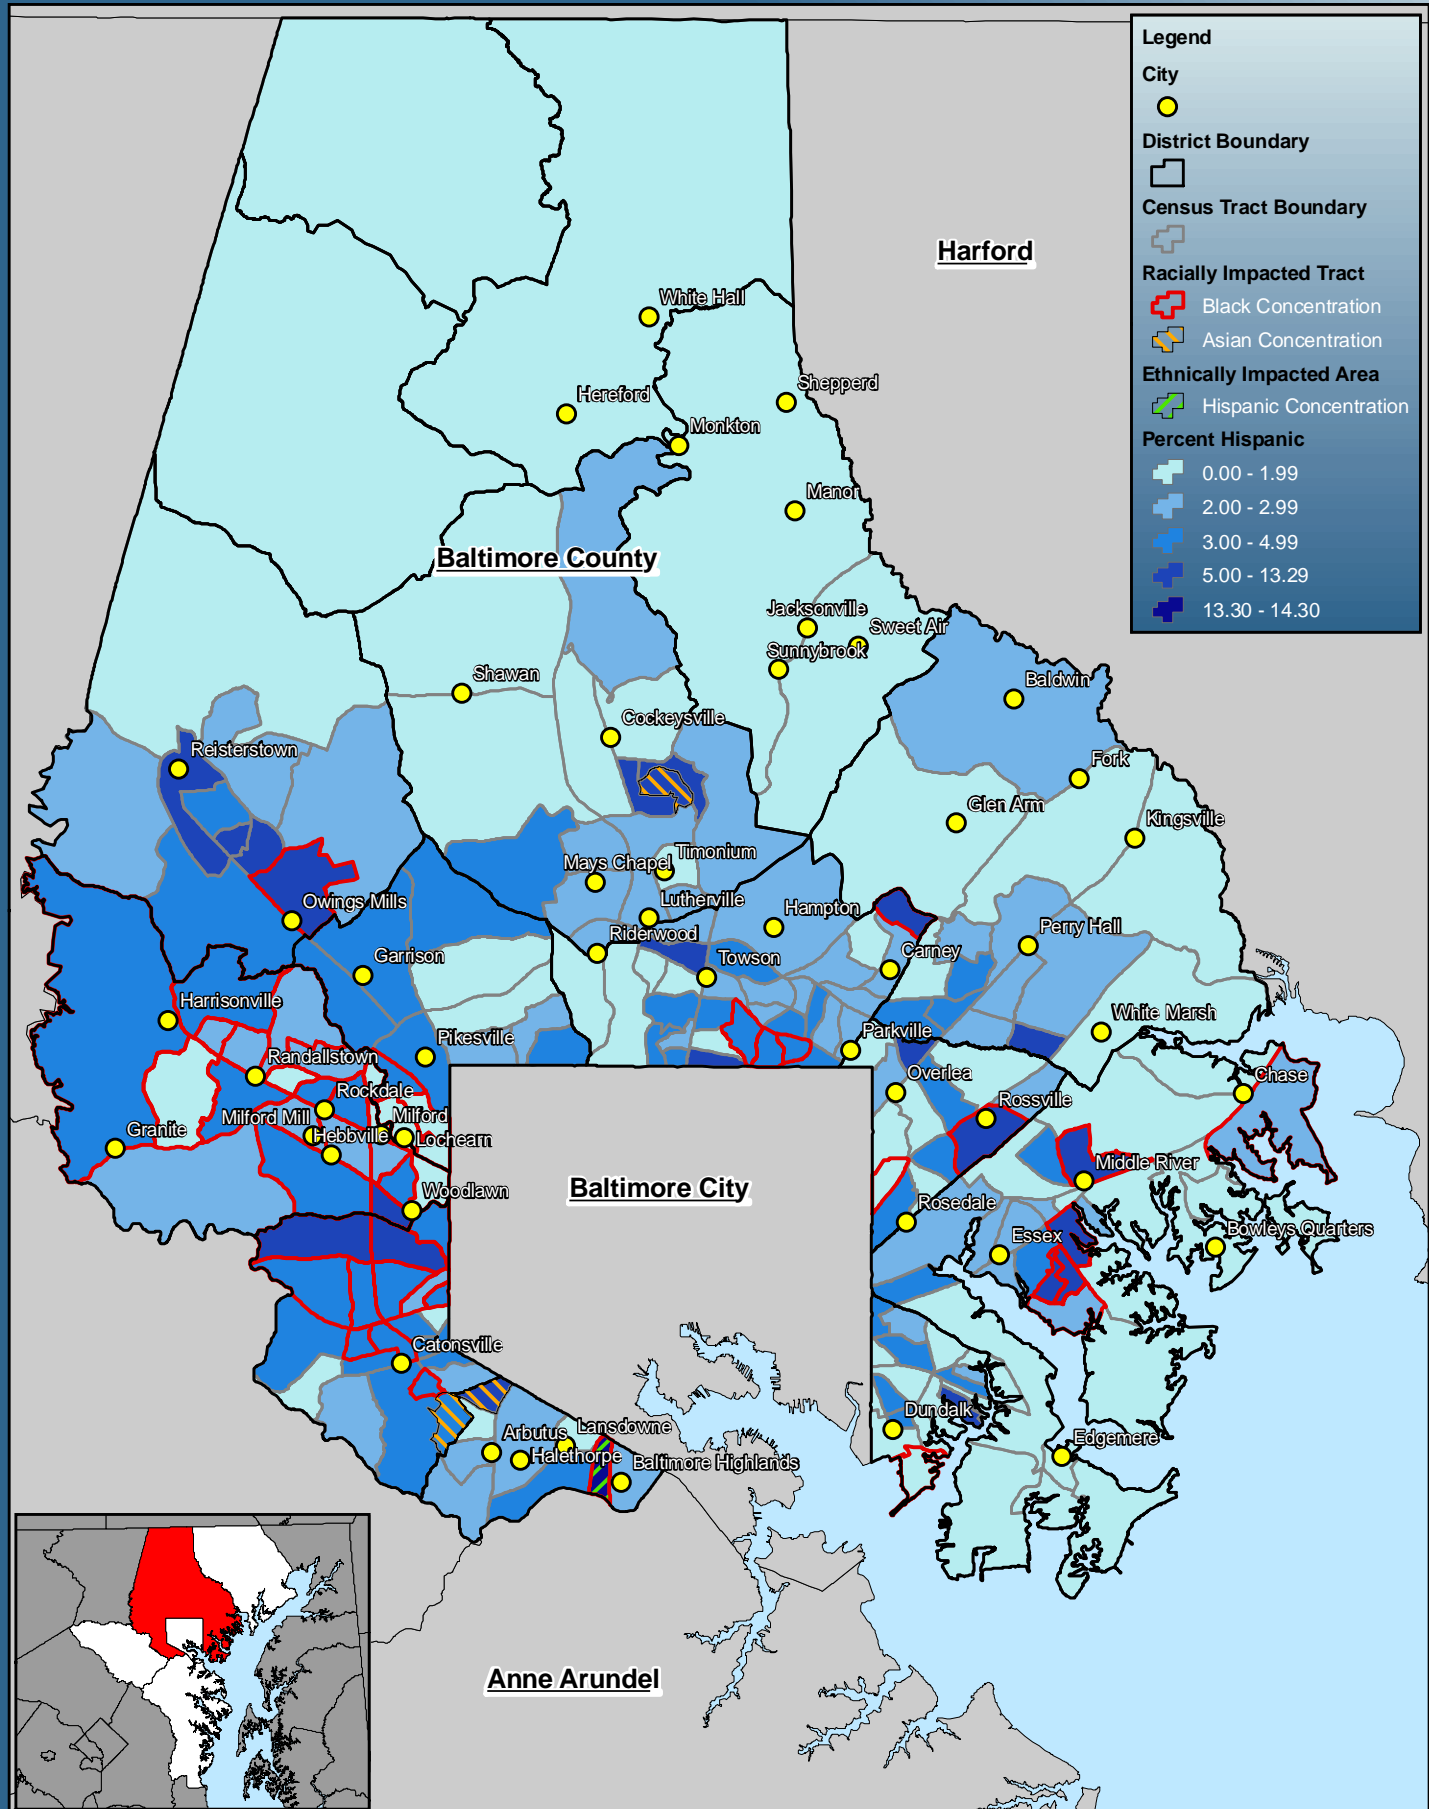 Legend
City
District Boundary
Census Tract Boundary
Racially Impacted Tract
Black Concentration
Asian Concentration
Ethnically Impacted Area
Hispanic Concentration
Percent Hispanic
0.00 - 1.99
2.00 - 2.99
3.00 - 4.99
5.00 - 13.29
13.30 - 14.30
Harford
White Hall
Shepperd
Hereford
Monkton
Manor
Baltimore County
Jacksonville
Sweet Air
Sunnybrook
Shawan
Baldwin
Cockeysville
Reisterstown
Fork
Glen Arm
Kingsville
Timonium
Mays Chapel
Owings Mills
Lutherville
Hampton
Perry Hall
Riderwood
Carney
Garrison
Towson
Harrisonville
White Marsh
Pikesville
Parkville
Randallstown
Chase
Rockdale
Overlea
Rossville
Milford Mill
Milford
Granite
Hebbville
Lochearn
Middle River
Woodlawn
Baltimore City
Rosedale
Essex
Bowleys Quarters
Catonsville
Dundalk
Lansdowne
Arbutus
Edgemere
Halethorpe
Baltimore Highlands
Anne Arundel